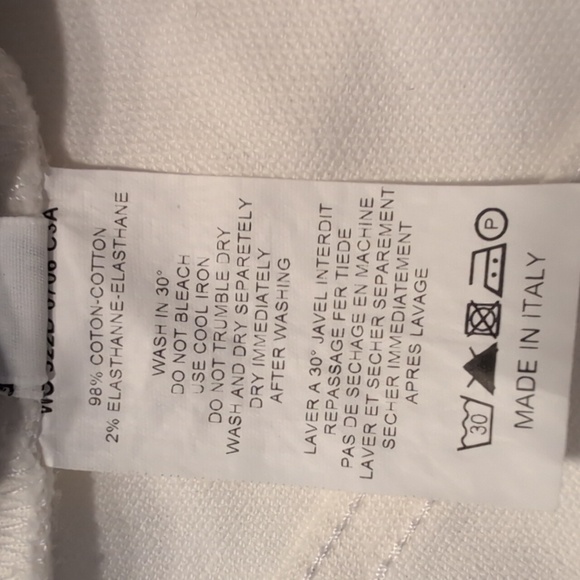 98% COTON-COTTON
2% ELASTHANNE-ELASTHANE
WASH IN 30°
DO NOT BLEACH
USE COOL IRON
DO NOT TRUMBLE DRY
WASH AND DRY SEPARETELY
DRY IMMEDIATELY
AFTER WASHING
LAVER A 30° JAVEL INTERDIT
REPASSAGE FER TIEDE
PAS DE SECHAGE EN MACHINE
LAVER ET SECHER SEPAREMENT
SECHER IMMEDIATEMENT
APRES LAVAGE
30 P
MADE IN ITALY